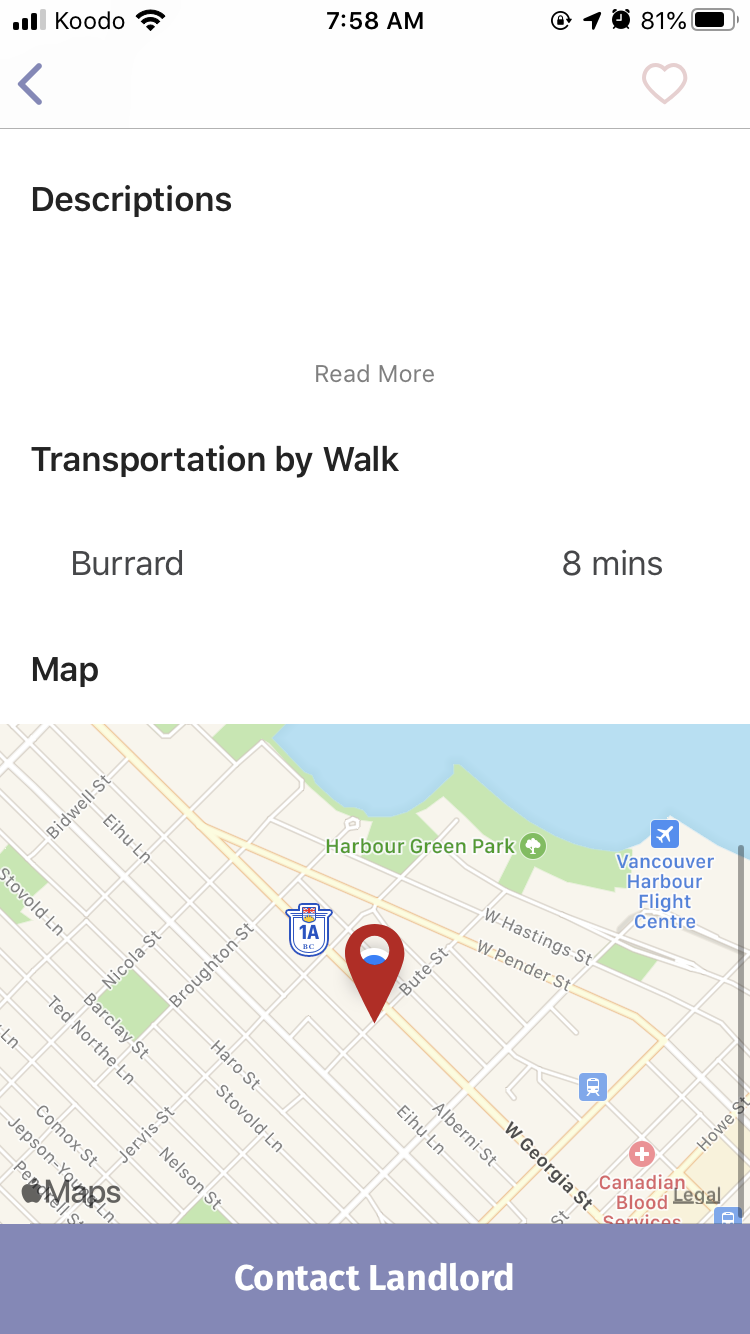 Koodo 7:58 AM 81%
Descriptions
Read More
Transportation by Walk
Burrard 8 mins
Map
Bidwell St
Eihu Ln
Harbour Green Park
Vancouver
Harbour
Flight
Centre
Stovold Ln
1A
BC
W Hastings St
W Pender St
Bute St
Nicola St
Broughton St
Barclay St
Ted Northe Ln
Ln
Haro St
Stovold Ln
Eihu Ln
Alberni St
W Georgia St
Howe St
Comox St
Jervis St
Jepson-Young Ln
Nelson St
Canadian
Blood
Services
St
Maps
Legal
Contact Landlord